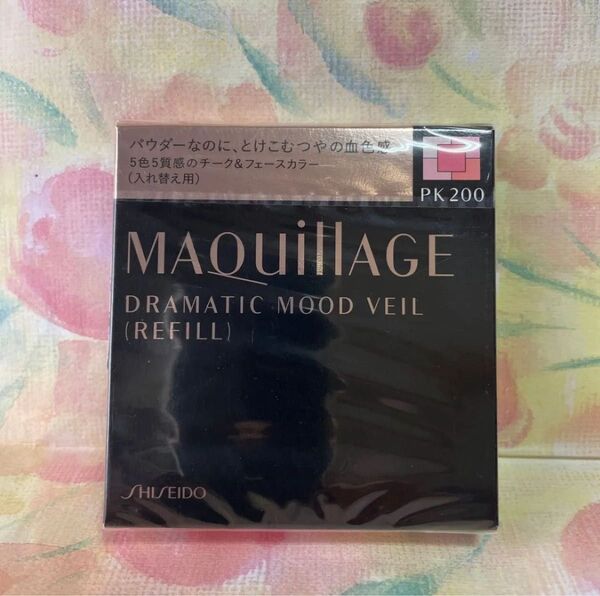 パウダーなのに、とけこむつやの血色感
5色5質感のチーク&フェースカラー
(入れ替え用)
PK 200
MAQuillAGE
DRAMATIC MOOD VEIL
(REFILL)
SHISEIDO